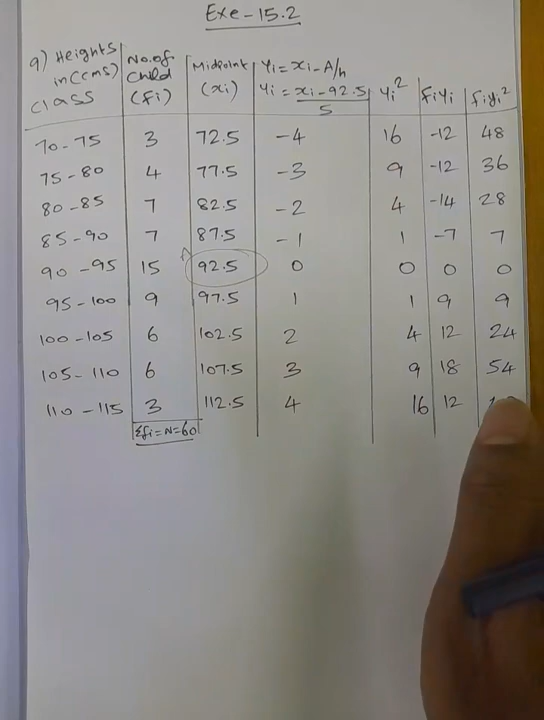 Exe-15.2
9) Heights in (cms) class | No.of. child (fi) | Midpoint (xi) | yi = xi-A/h yi = xi-92.5/5 | yi² | fiyi | fiyi²
70-75 3 72.5 -4 16 -12 48
75-80 4 77.5 -3 9 -12 36
80-85 7 82.5 -2 4 -14 28
85-90 7 87.5 -1 1 -7 7
90-95 15 92.5 0 0 0 0
95-100 9 97.5 1 1 9 9
100-105 6 102.5 2 4 12 24
105-110 6 107.5 3 9 18 54
110-115 3 112.5 4 16 12
Σfi=N=60